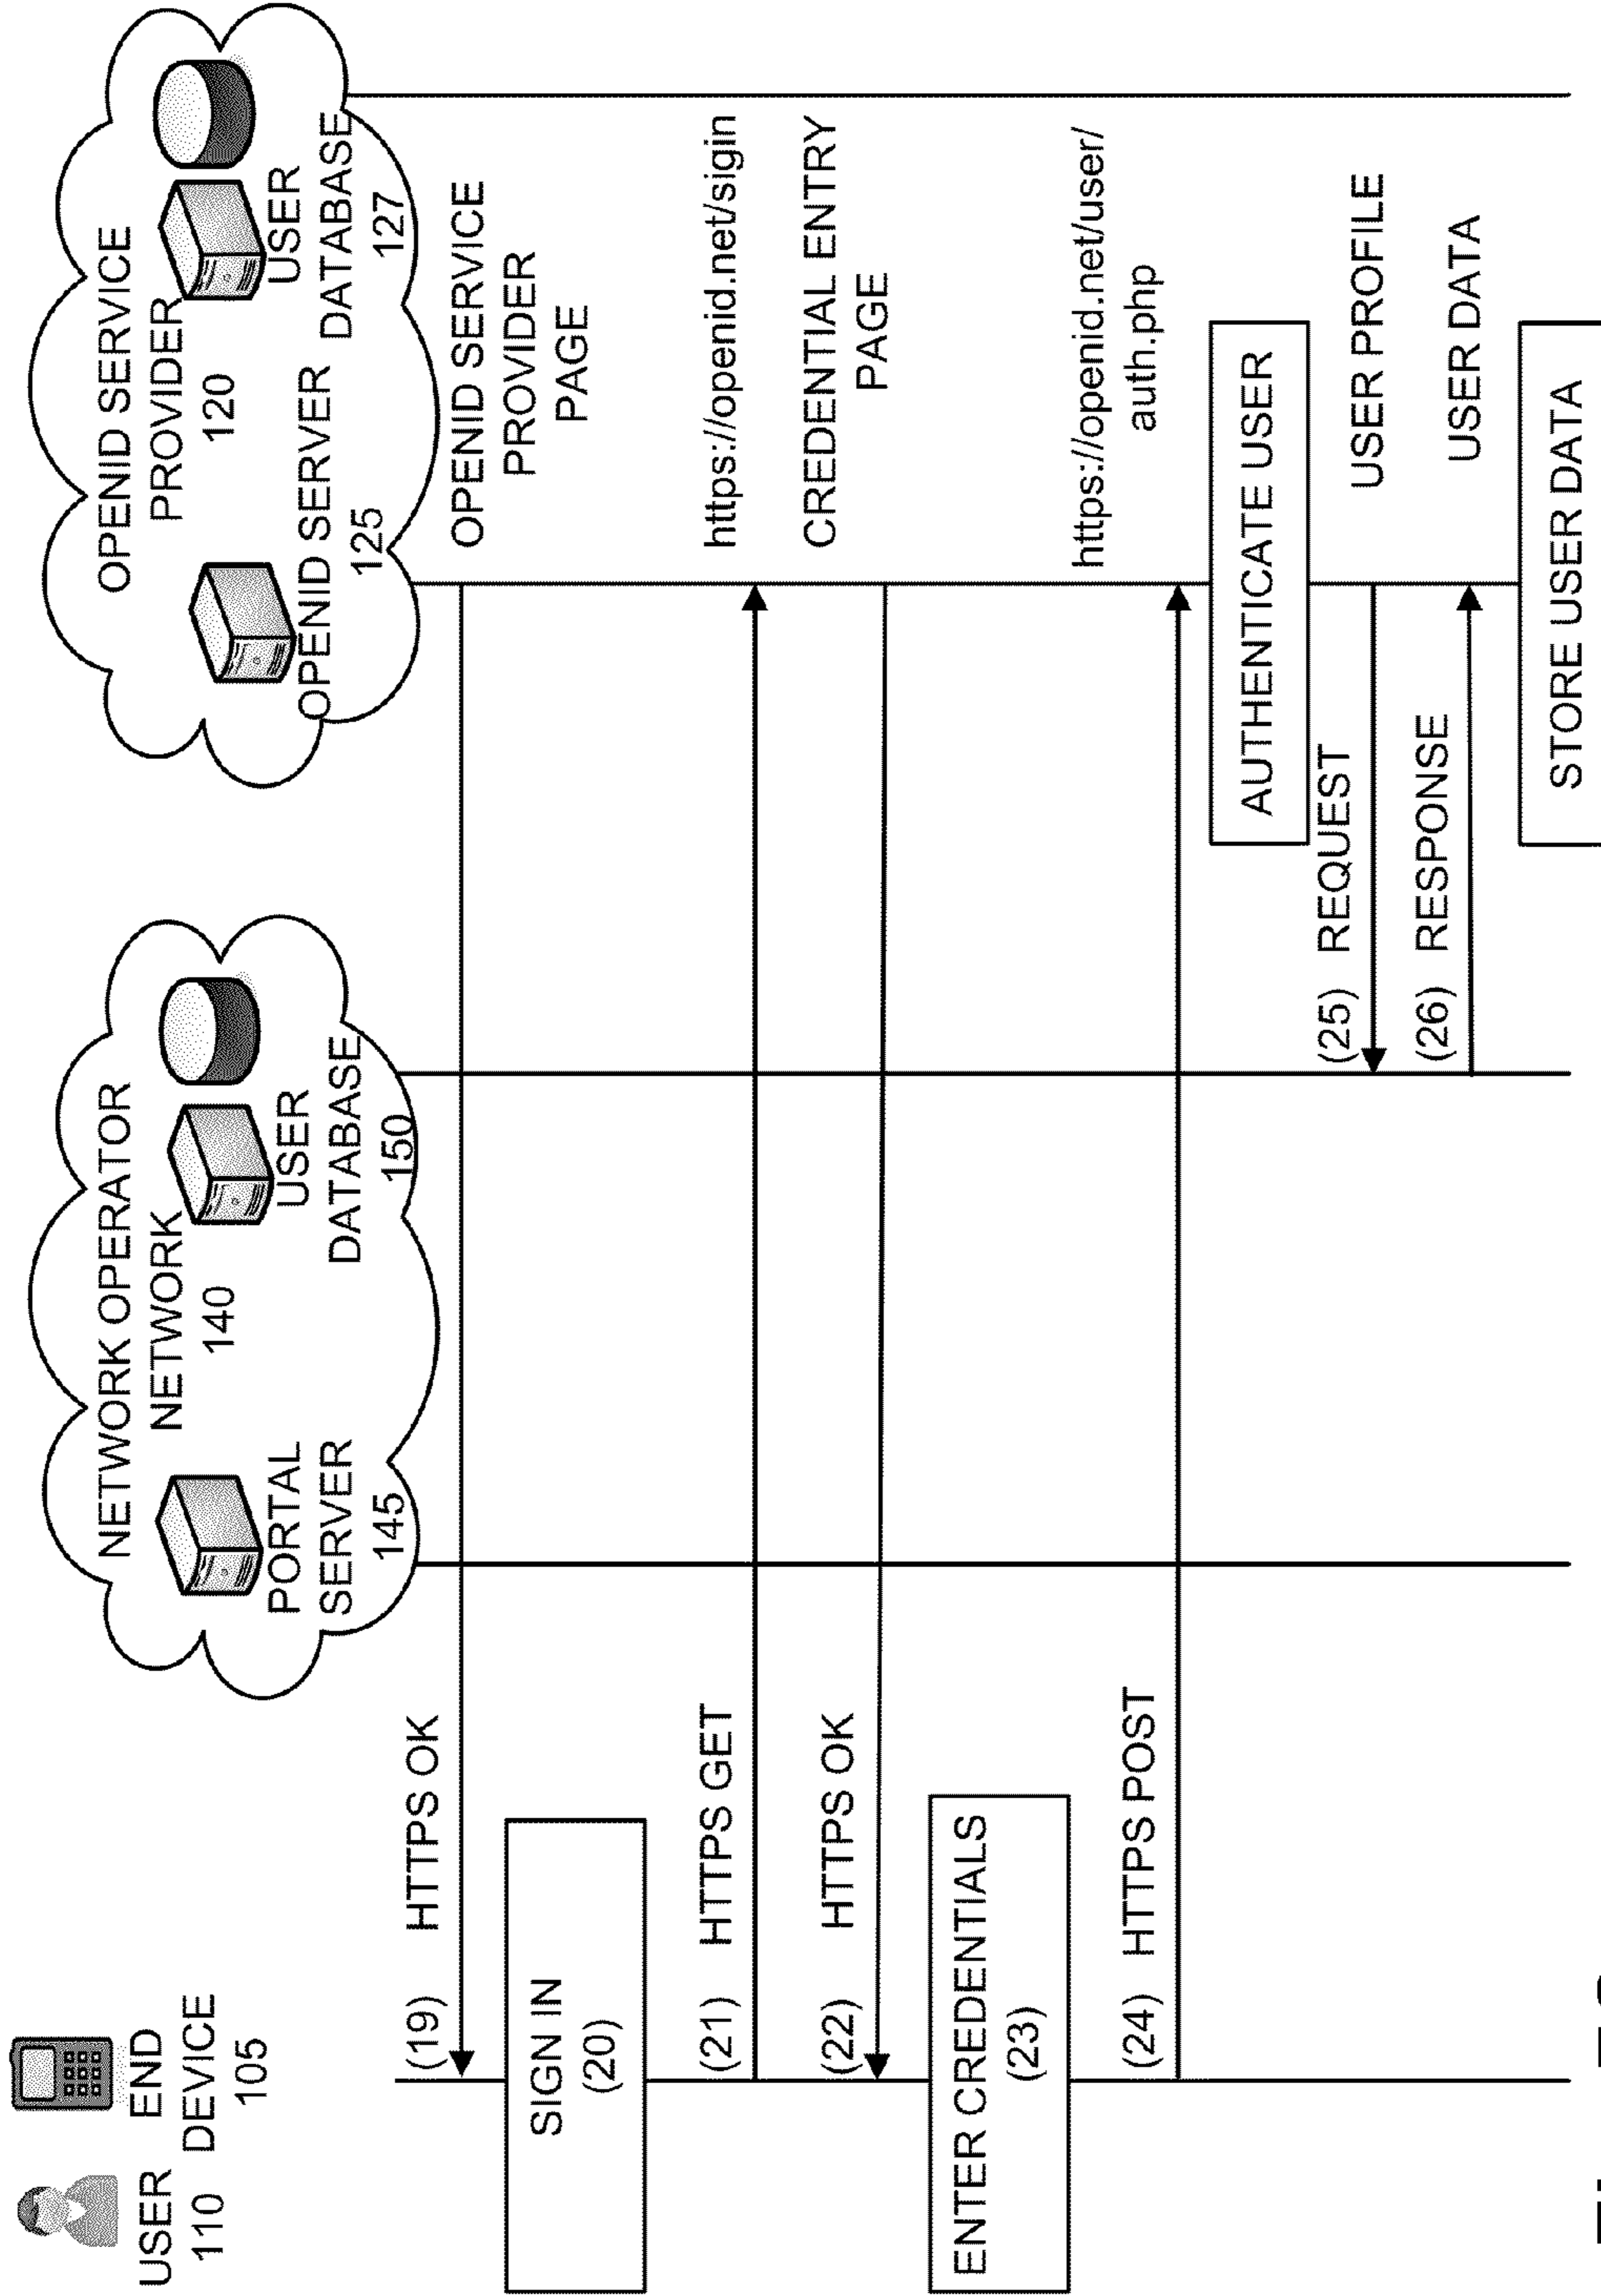 USER
110
END
DEVICE
105
NETWORK OPERATOR
NETWORK
140
PORTAL
SERVER
145
USER
DATABASE
150
OPENID SERVICE
PROVIDER
120
OPENID SERVER
125
USER
DATABASE
127
(19) HTTPS OK
OPENID SERVICE
PROVIDER
PAGE
SIGN IN
(20)
(21) HTTPS GET
https://openid.net/sigin
(22) HTTPS OK
CREDENTIAL ENTRY
PAGE
ENTER CREDENTIALS
(23)
(24) HTTPS POST
https://openid.net/user/
auth.php
AUTHENTICATE USER
(25) REQUEST
USER PROFILE
(26) RESPONSE
USER DATA
STORE USER DATA